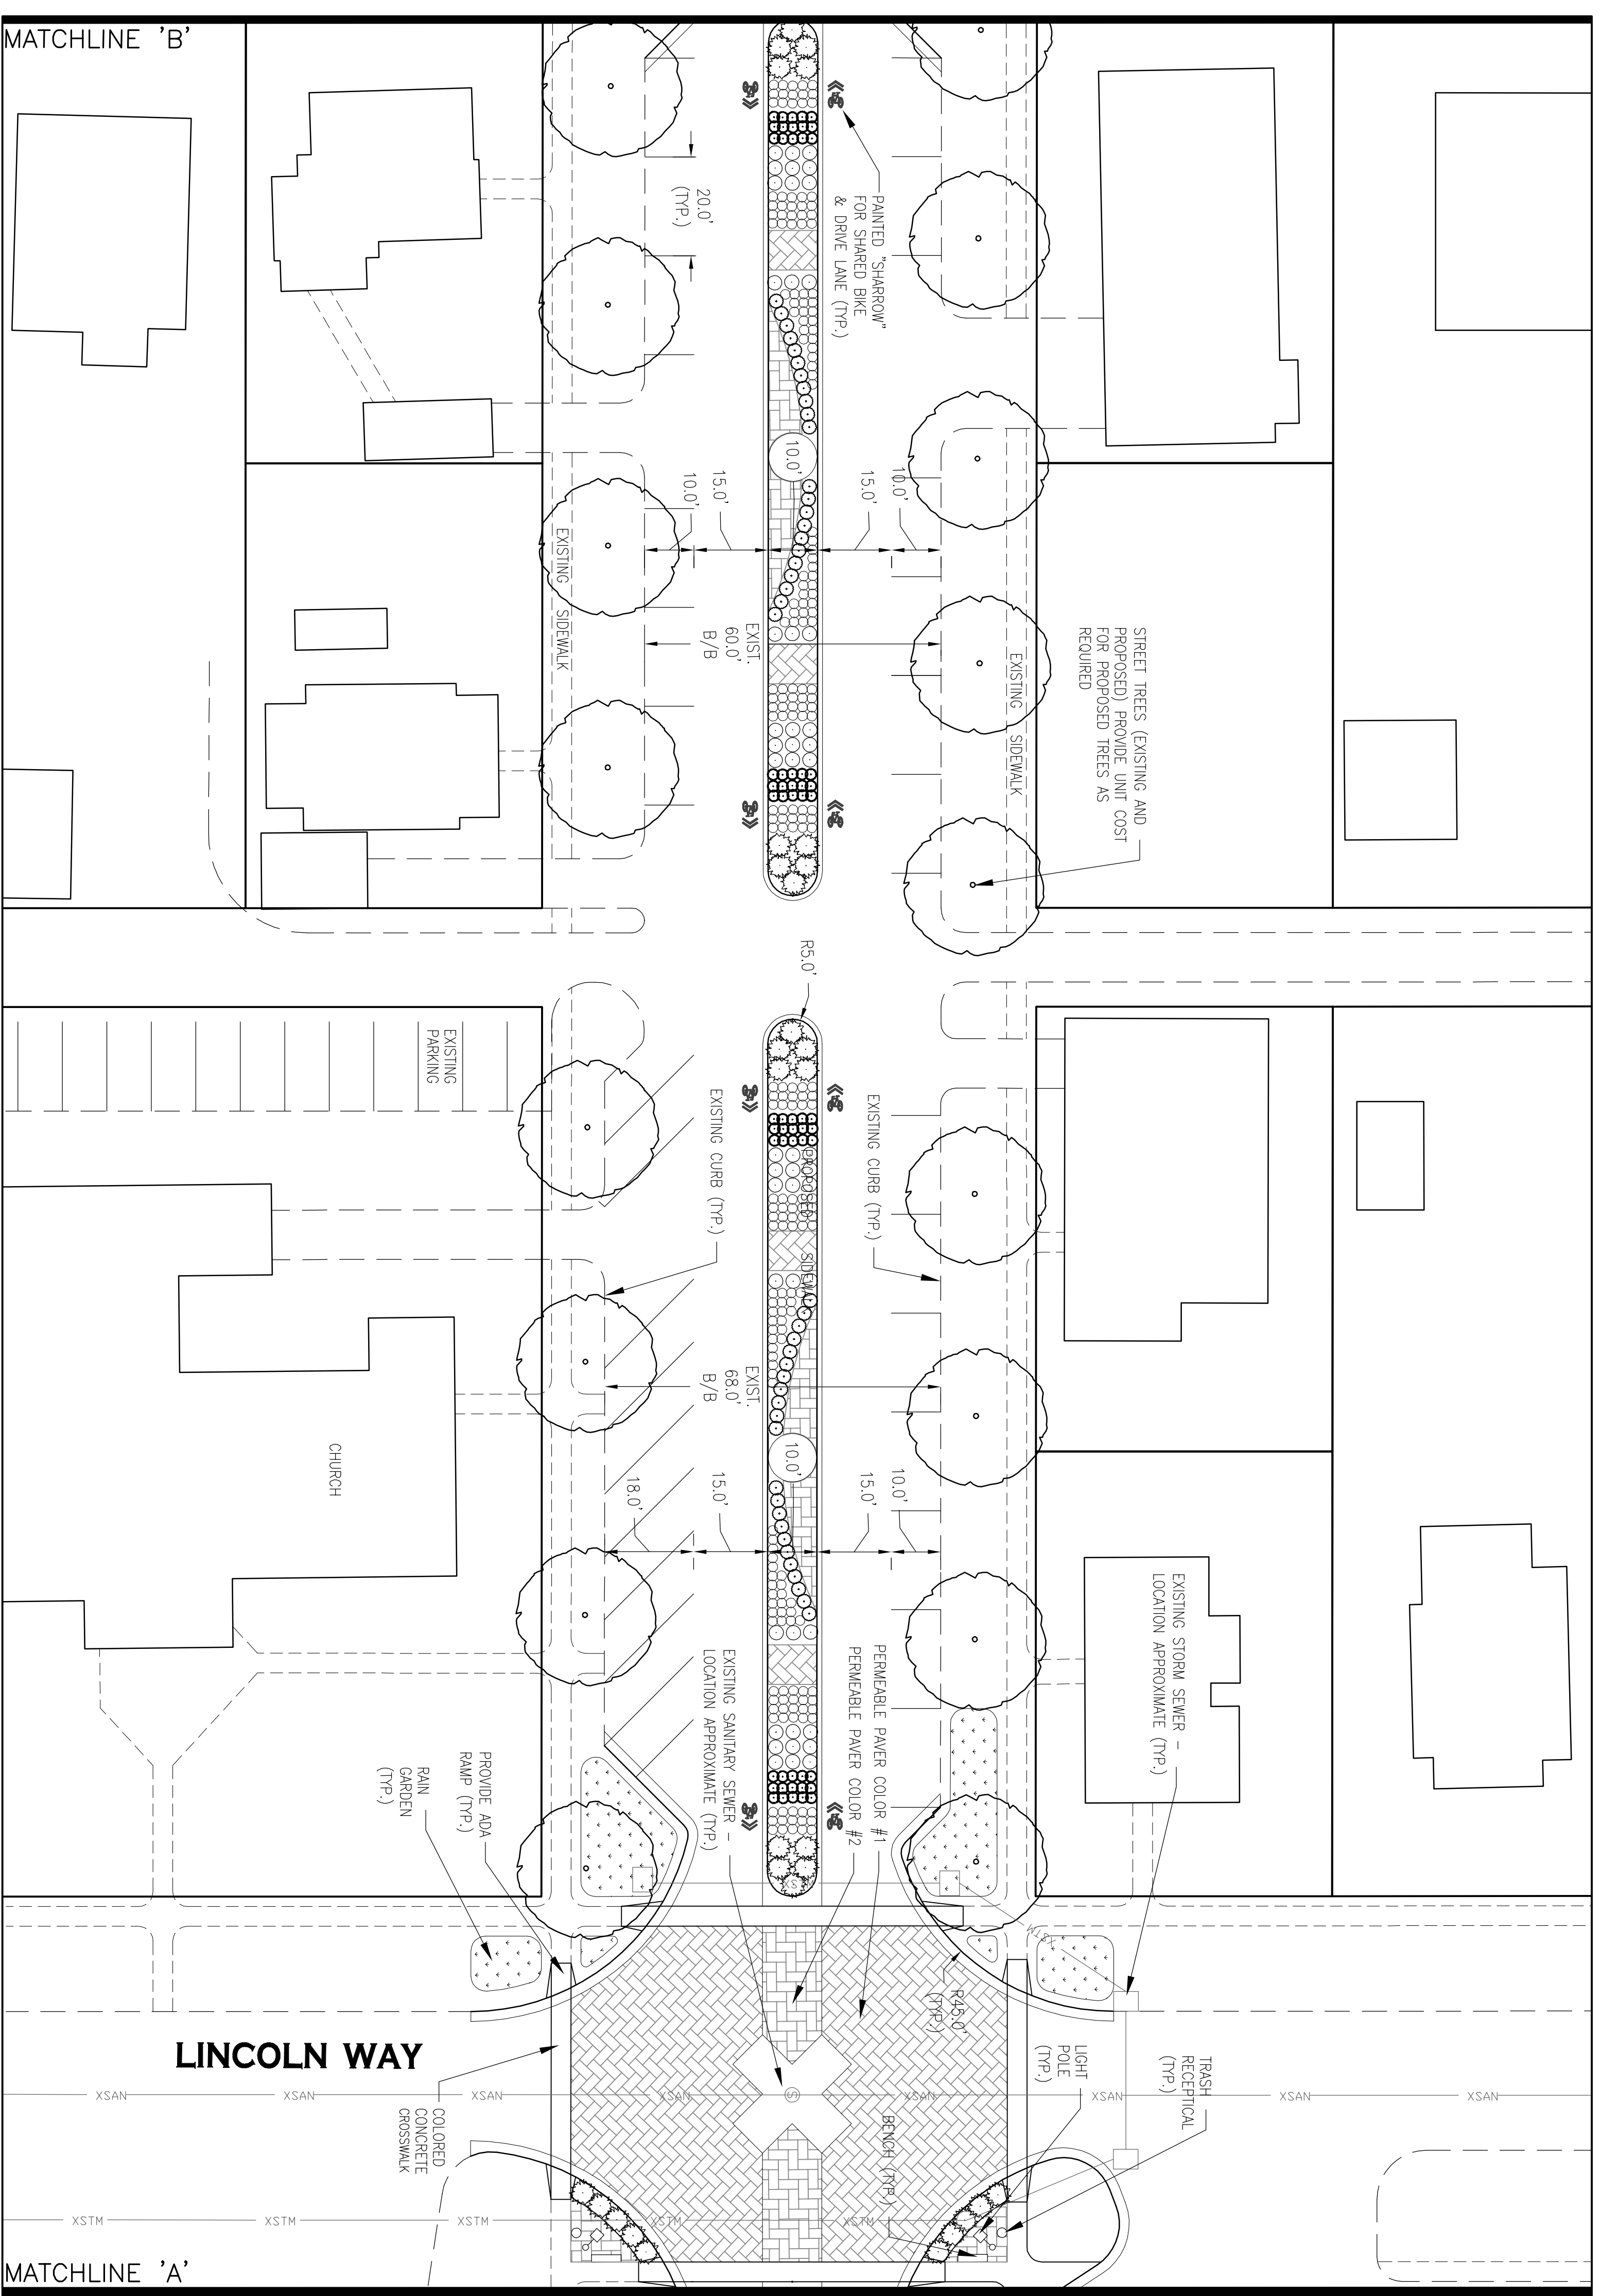 MATCHLINE 'B'
PAINTED "SHARROW"
FOR SHARED BIKE
& DRIVE LANE (TYP.)
20.0'
(TYP.)
10.0'
10.0'
15.0'
15.0'
10.0'
EXISTING SIDEWALK
EXIST.
60.0'
B/B
EXISTING SIDEWALK
STREET TREES (EXISTING AND
PROPOSED) PROVIDE UNIT COST
FOR PROPOSED TREES AS
REQUIRED
R5.0'
EXISTING
PARKING
EXISTING CURB (TYP.)
EXISTING CURB (TYP.)
PROPOSED SIDEWALK
EXIST.
68.0'
B/B
CHURCH
10.0'
18.0'
15.0'
15.0'
10.0'
EXISTING STORM SEWER -
LOCATION APPROXIMATE (TYP.)
PERMEABLE PAVER COLOR #1
PERMEABLE PAVER COLOR #2
EXISTING SANITARY SEWER -
LOCATION APPROXIMATE (TYP.)
PROVIDE ADA
RAMP (TYP.)
RAIN
GARDEN
(TYP.)
XS
XSTM
R45.0'
(TYP.)
LINCOLN WAY
LIGHT
POLE
(TYP.)
TRASH
RECEPTICAL
(TYP.)
XSAN XSAN XSAN XSAN S XSAN XSAN XSAN XSAN
COLORED
CONCRETE
CROSSWALK
BENCH (TYP.)
XSTM XSTM XSTM XSTM XSTM
MATCHLINE 'A'